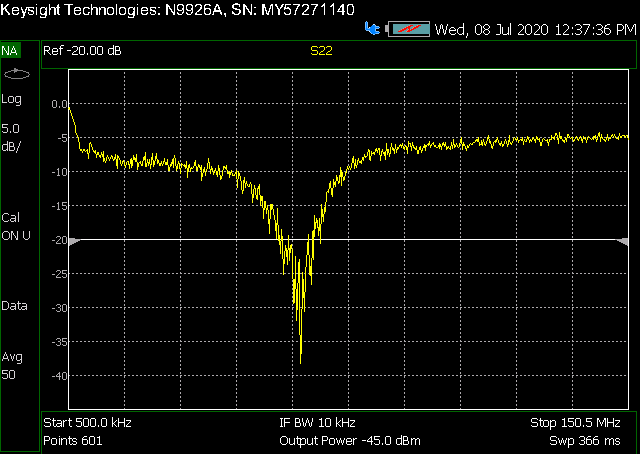 Keysight Technologies: N9926A, SN: MY57271140
Wed, 08 Jul 2020 12:37:36 PM
NA
Ref -20.00 dB
S22
Log
5.0
dB/
Cal
ON U
Data
Avg
50
0.0
-5
-10
-15
-20
-25
-30
-35
-40
Start 500.0 kHz
IF BW 10 kHz
Stop 150.5 MHz
Points 601
Output Power -45.0 dBm
Swp 366 ms